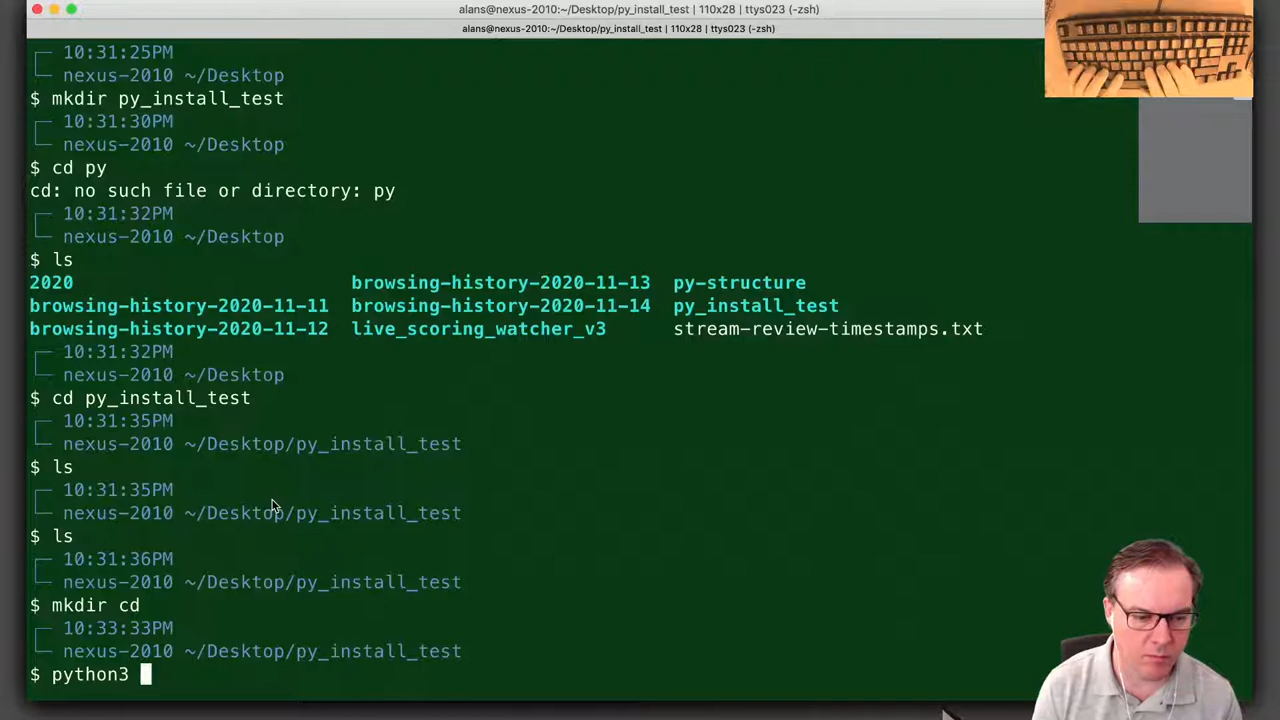 alans@nexus-2010:~/Desktop/py_install_test | 110x28 | ttys023 (-zsh)
alans@nexus-2010:~/Desktop/py_install_test | 110x28 | ttys023 (-zsh)
10:31:25PM
nexus-2010 ~/Desktop
$ mkdir py_install_test
10:31:30PM
nexus-2010 ~/Desktop
$ cd py
cd: no such file or directory: py
10:31:32PM
nexus-2010 ~/Desktop
$ ls
2020 browsing-history-2020-11-13 py-structure
browsing-history-2020-11-11 browsing-history-2020-11-14 py_install_test
browsing-history-2020-11-12 live_scoring_watcher_v3 stream-review-timestamps.txt
10:31:32PM
nexus-2010 ~/Desktop
$ cd py_install_test
10:31:35PM
nexus-2010 ~/Desktop/py_install_test
$ ls
10:31:35PM
nexus-2010 ~/Desktop/py_install_test
$ ls
10:31:36PM
nexus-2010 ~/Desktop/py_install_test
$ mkdir cd
10:33:33PM
nexus-2010 ~/Desktop/py_install_test
$ python3